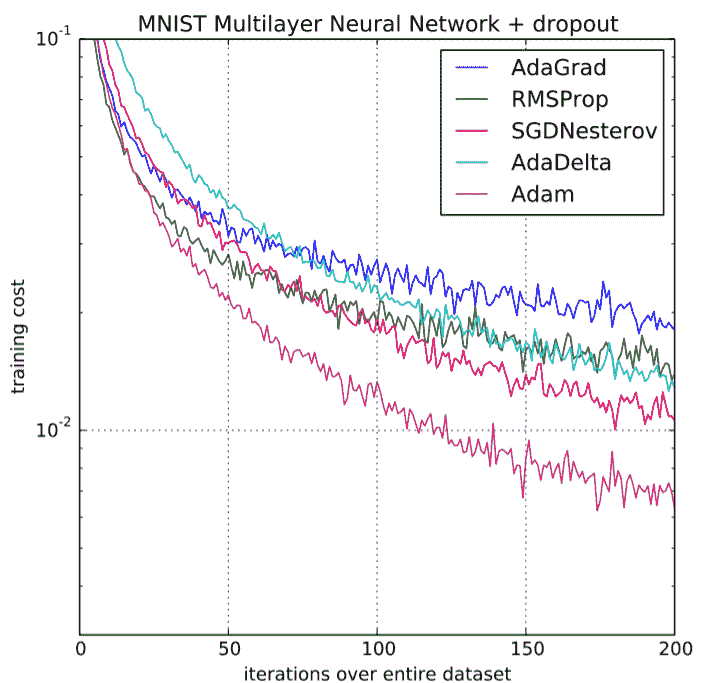 MNIST Multilayer Neural Network + dropout
10^-1
AdaGrad
RMSProp
SGDNesterov
AdaDelta
Adam
training cost
10^-2
0 50 100 150 200
iterations over entire dataset